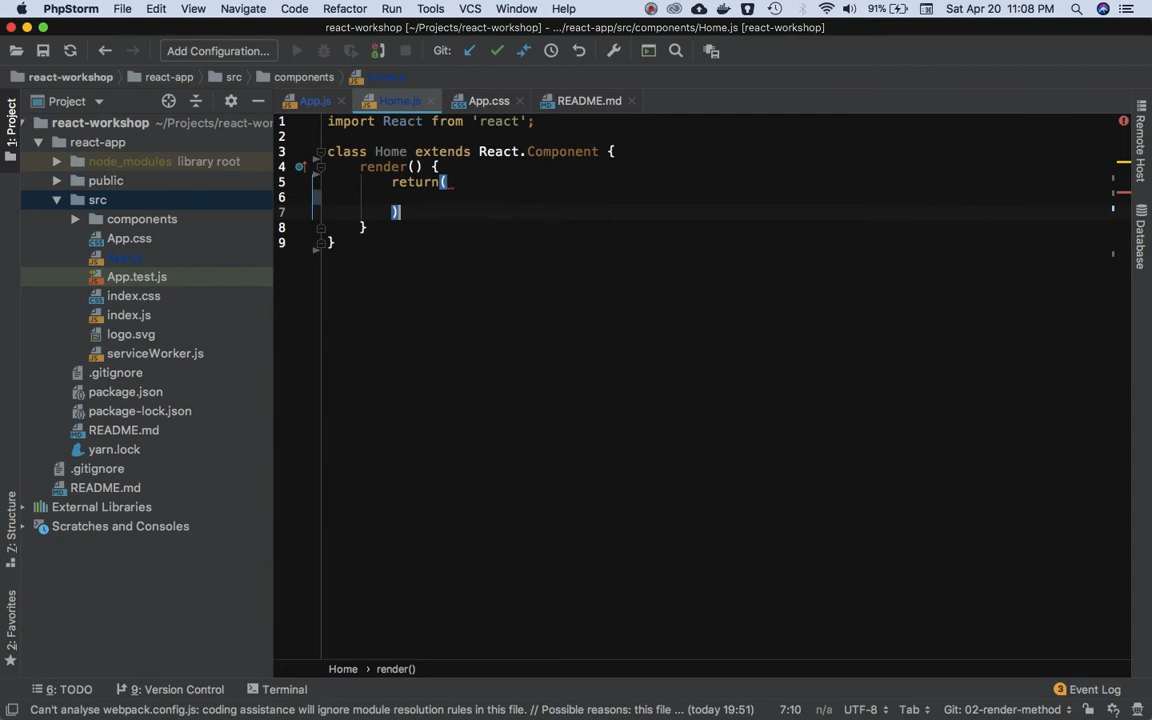 PhpStorm File Edit View Navigate Code Refactor Run Tools VCS Window Help 91% Sat Apr 20 11:08 PM
react-workshop [~/Projects/react-workshop] - .../react-app/src/components/Home.js [react-workshop]
Add Configuration... Git:
react-workshop react-app src components Home.js
1: Project
Project
App.js Home.js App.css README.md
react-workshop ~/Projects/react-wor
react-app
node_modules library root
public
src
components
App.css
App.js
App.test.js
index.css
index.js
logo.svg
serviceWorker.js
.gitignore
package.json
package-lock.json
README.md
yarn.lock
.gitignore
README.md
External Libraries
Scratches and Consoles
7: Structure
2: Favorites
1 import React from 'react';
2
3 class Home extends React.Component {
4 render() {
5 return(
6
7 )
8 }
9 }
Remote Host
Database
Home › render()
6: TODO 9: Version Control Terminal 3 Event Log
Can't analyse webpack.config.js: coding assistance will ignore module resolution rules in this file. // Possible reasons: this file ... (today 19:51) 7:10 n/a UTF-8 Tab Git: 02-render-method